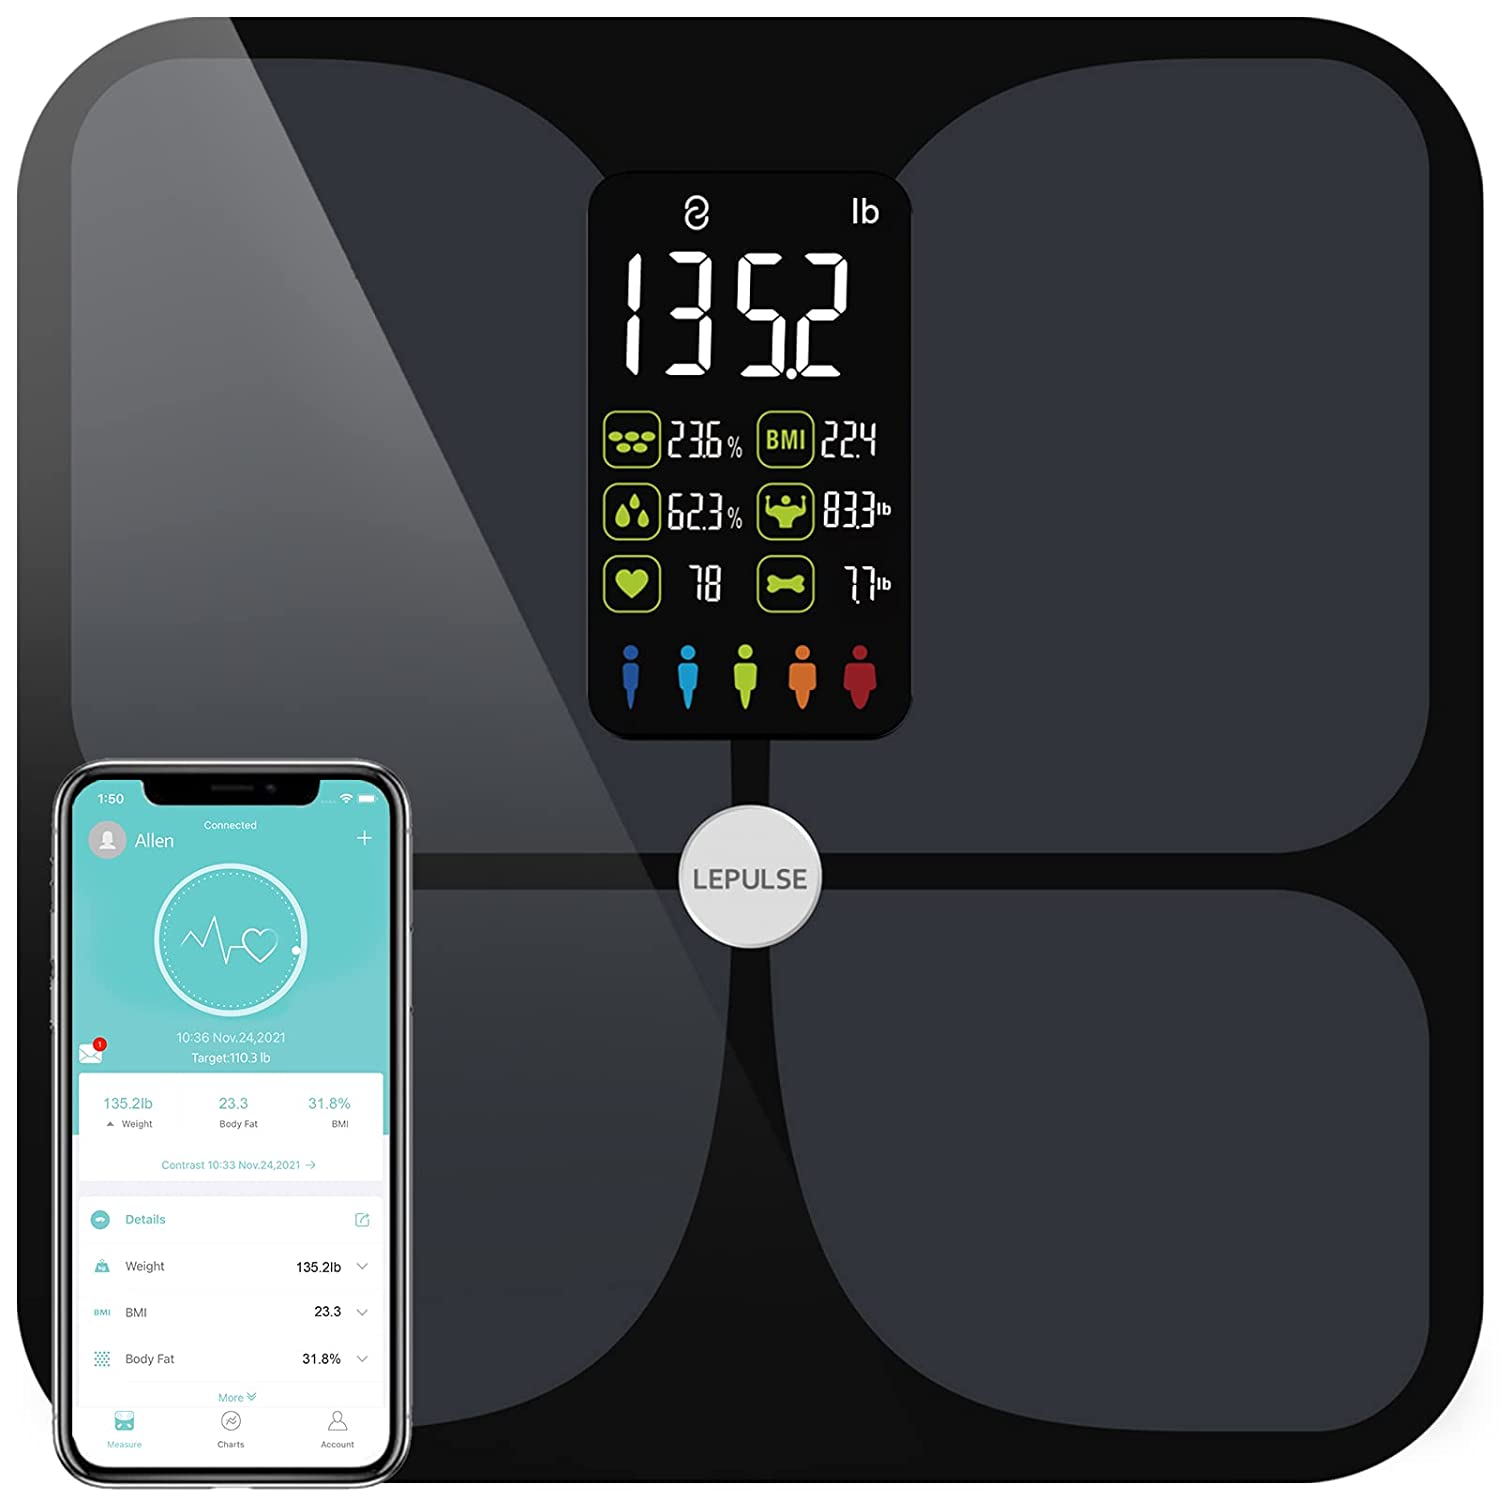 lb
135.2
23.6 % BMI 22.4
62.3 % 83.3 lb
78 7.7 lb
LEPULSE
1:50
Connected
Allen
10:36 Nov.24,2021
Target:110.3 lb
1
135.2lb 23.3 31.8%
Weight Body Fat BMI
Contrast 10:33 Nov.24,2021
Details
Weight 135.2lb
BMI BMI 23.3
Body Fat 31.8%
More
Measure Charts Account